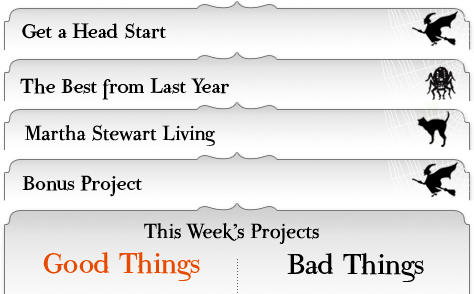 Get a Head Start
The Best from Last Year
Martha Stewart Living
Bonus Project
This Week's Projects
Good Things
Bad Things